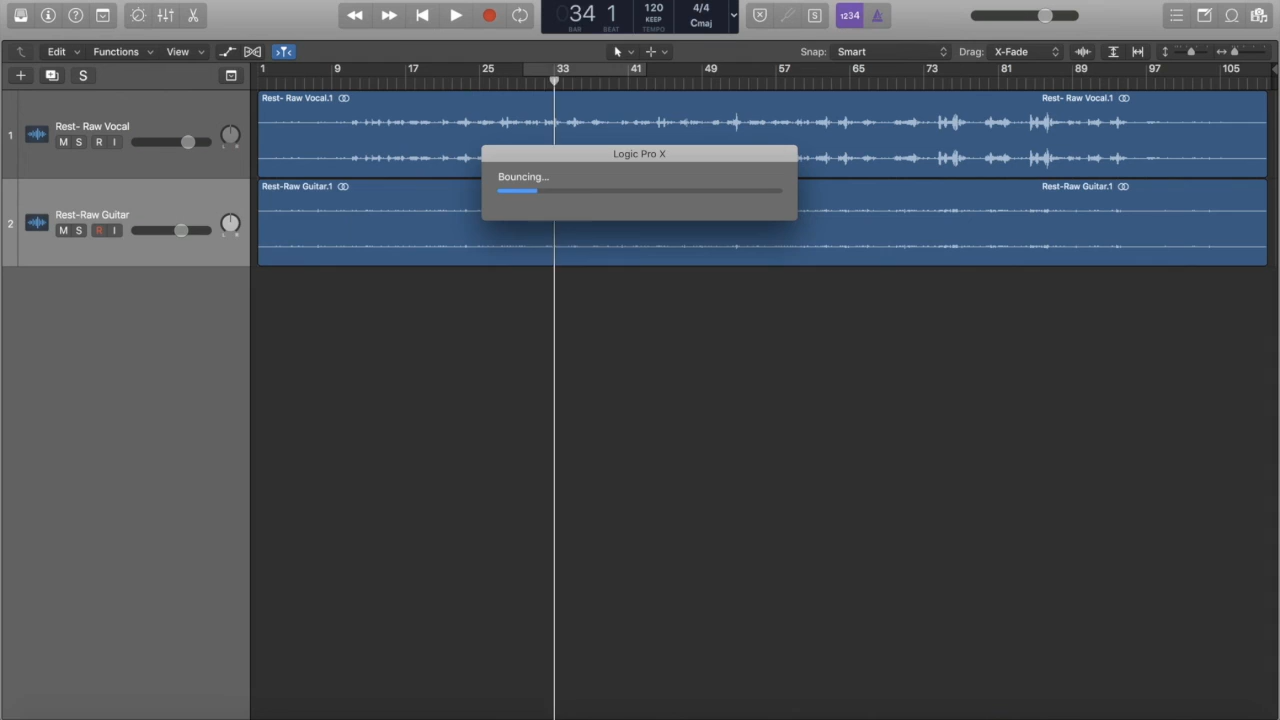 34 1
BAR BEAT
120
KEEP
TEMPO
4/4
Cmaj
S
1234
Edit Functions View
Snap: Smart
Drag: X-Fade
S
1 9 17 25 33 41 49 57 65 73 81 89 97 105
1 Rest- Raw Vocal
M S R I
L R
Rest- Raw Vocal.1
Rest- Raw Vocal.1
2 Rest-Raw Guitar
M S R I
L R
Rest-Raw Guitar.1
Rest-Raw Guitar.1
Logic Pro X
Bouncing...